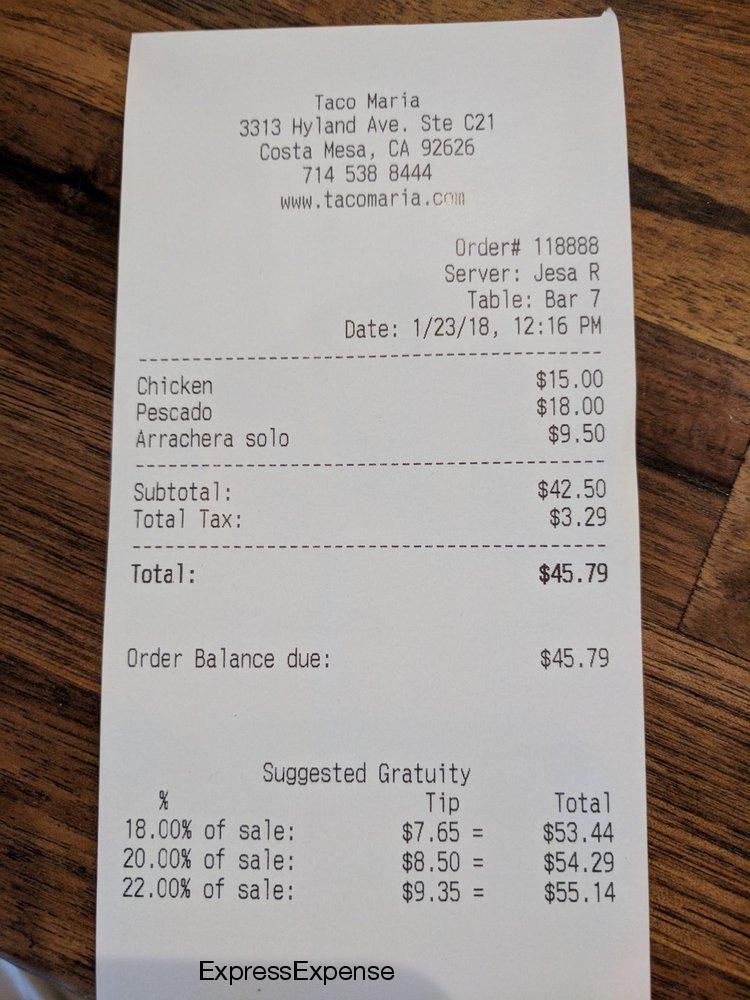 Taco Maria
3313 Hyland Ave. Ste C21
Costa Mesa, CA 92626
714 538 8444
www.tacomaria.com
Order# 118888
Server: Jesa R
Table: Bar 7
Date: 1/23/18, 12:16 PM
Chicken $15.00
Pescado $18.00
Arrachera solo $9.50
Subtotal: $42.50
Total Tax: $3.29
Total: $45.79
Order Balance due: $45.79
Suggested Gratuity
% Tip Total
18.00% of sale: $7.65 = $53.44
20.00% of sale: $8.50 = $54.29
22.00% of sale: $9.35 = $55.14
ExpressExpense